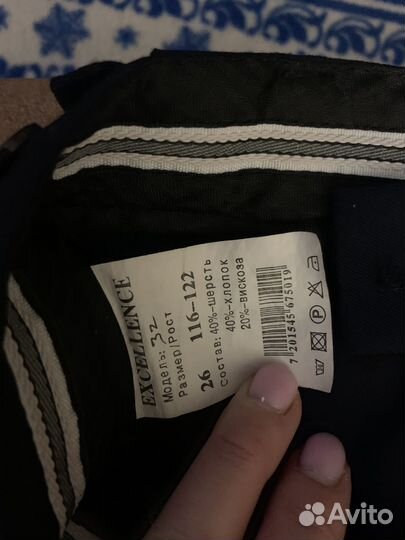 EXCELLENCE
Модель: 32
Размер/Рост
26 116-122
Состав: 40%-шерсть
40%-хлопок
20%-вискоза
7 201545 675019
P
Avito